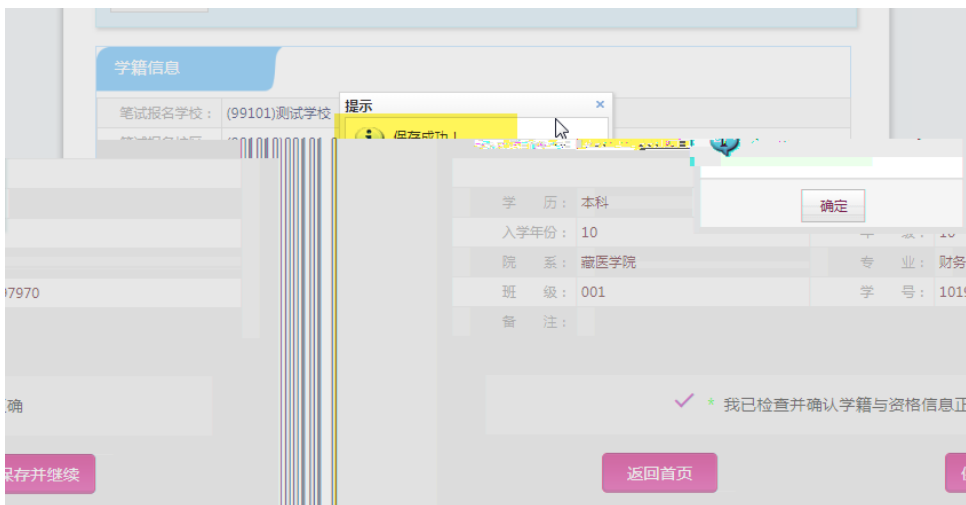 学籍信息
笔试报名学校： (99101)测试学校
提示
保存成功！
确定
学 历： 本科
入学年份： 10
院 系： 藏医学院
专 业： 财务
97970
班 级： 001
学 号： 1019
备 注：
确
* 我已检查并确认学籍与资格信息正
保存并继续
返回首页